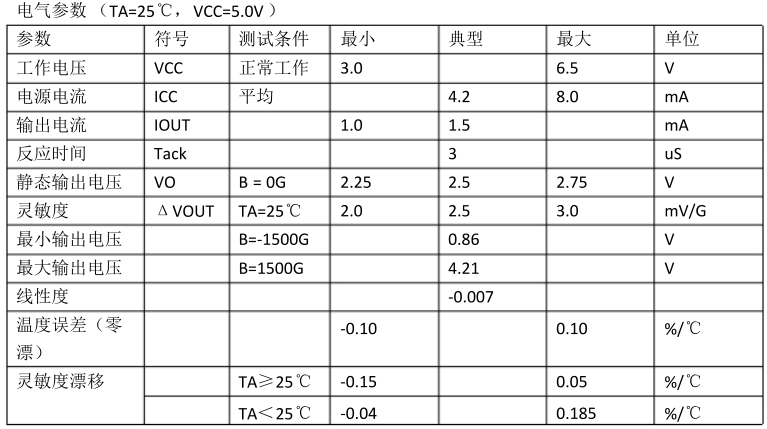 电气参数 （TA=25℃，VCC=5.0V ）
参数 符号 测试条件 最小 典型 最大 单位
工作电压 VCC 正常工作 3.0 6.5 V
电源电流 ICC 平均 4.2 8.0 mA
输出电流 IOUT 1.0 1.5 mA
反应时间 Tack 3 uS
静态输出电压 VO B = 0G 2.25 2.5 2.75 V
灵敏度 ΔVOUT TA=25℃ 2.0 2.5 3.0 mV/G
最小输出电压 B=-1500G 0.86 V
最大输出电压 B=1500G 4.21 V
线性度 -0.007
温度误差（零
漂） -0.10 0.10 %/℃
灵敏度漂移 TA≥25℃ -0.15 0.05 %/℃
TA＜25℃ -0.04 0.185 %/℃